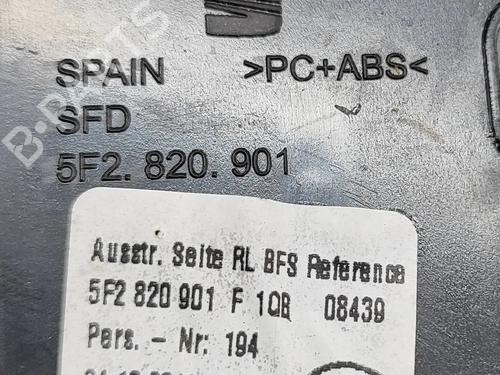 SPAIN >PC+ABS<
SFD
5F2. 820. 901
Ausstr. Seite RL BFS Reference
5F2 820 901 F 1QB 08439
Pers. - Nr: 194
B-PARTS